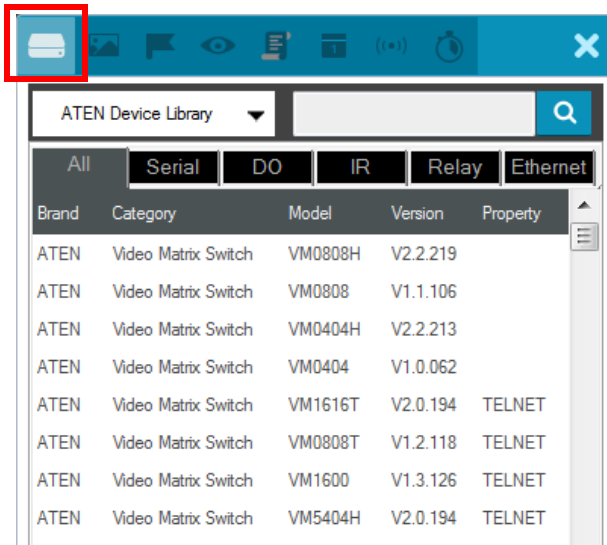 1
ATEN Device Library
All Serial DO IR Relay Ethernet
Brand Category Model Version Property
ATEN Video Matrix Switch VM0808H V2.2.219
ATEN Video Matrix Switch VM0808 V1.1.106
ATEN Video Matrix Switch VM0404H V2.2.213
ATEN Video Matrix Switch VM0404 V1.0.062
ATEN Video Matrix Switch VM1616T V2.0.194 TELNET
ATEN Video Matrix Switch VM0808T V1.2.118 TELNET
ATEN Video Matrix Switch VM1600 V1.3.126 TELNET
ATEN Video Matrix Switch VM5404H V2.0.194 TELNET